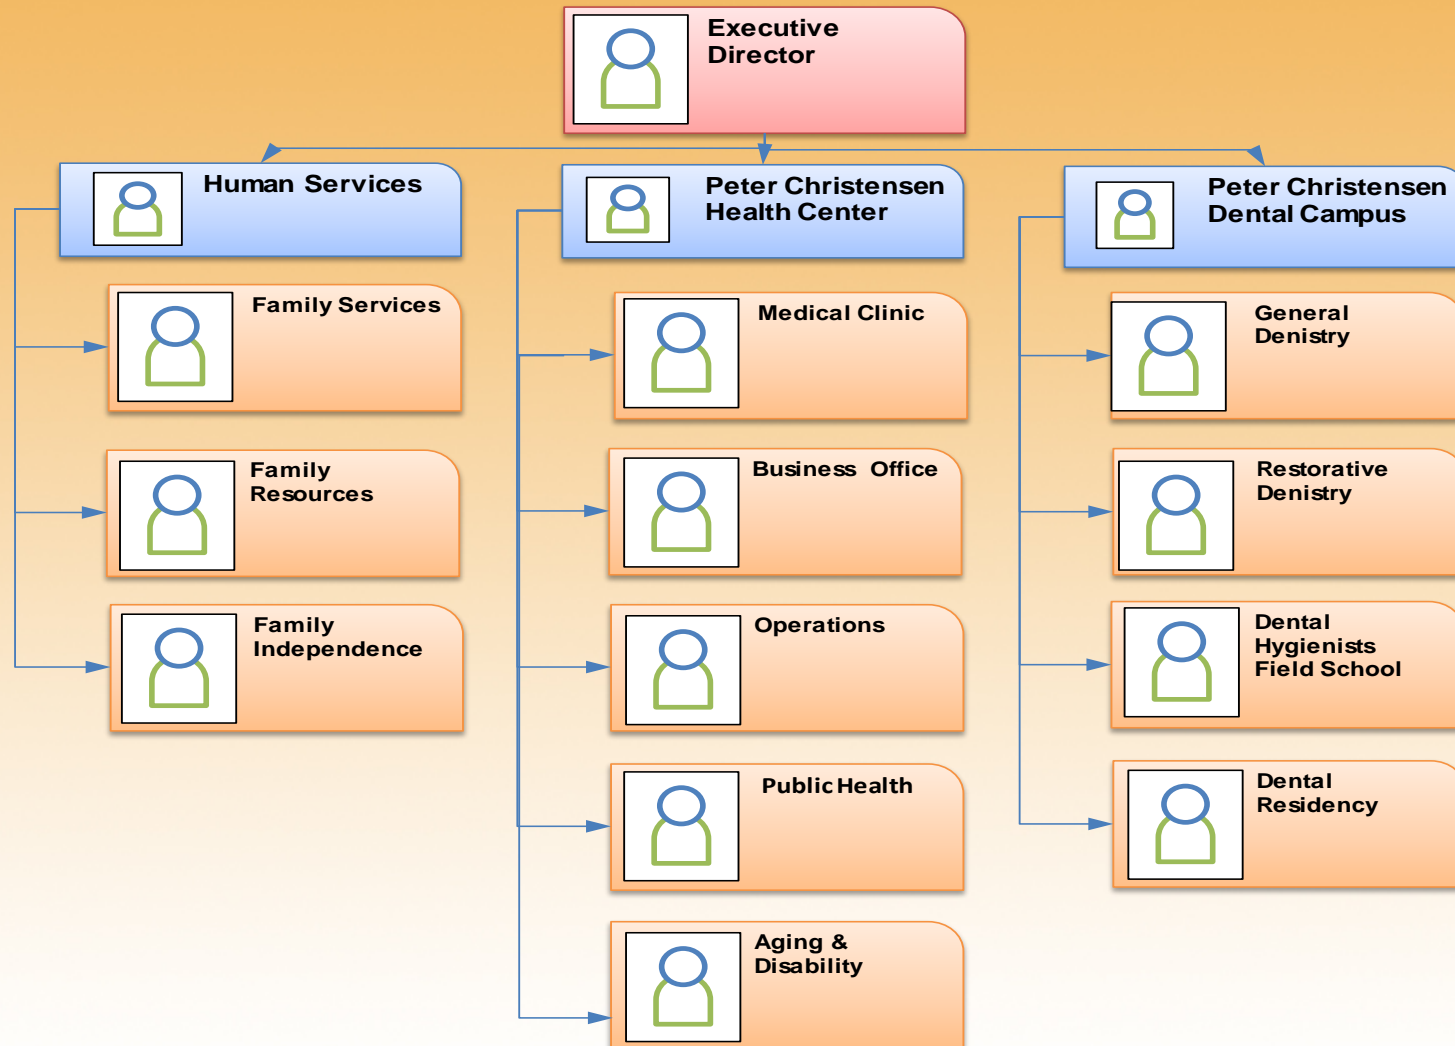 Executive
Director
Human Services
Peter Christensen
Health Center
Peter Christensen
Dental Campus
Family Services
Family
Resources
Family
Independence
Medical Clinic
Business Office
Operations
Public Health
Aging &
Disability
General
Denistry
Restorative
Denistry
Dental
Hygienists
Field School
Dental
Residency